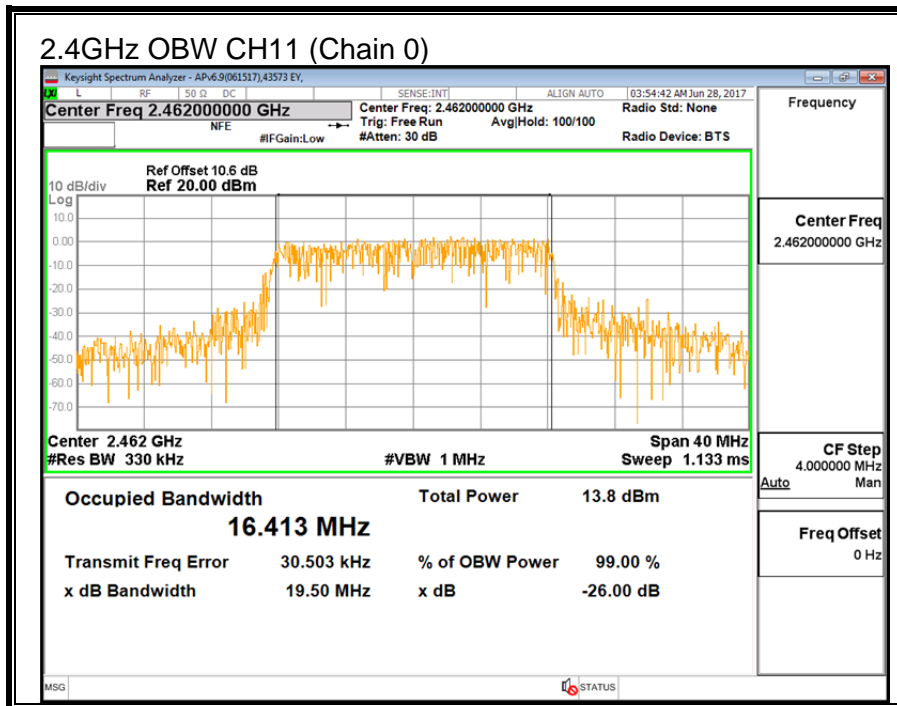 2.4GHz OBW CH11 (Chain 0)
Keysight Spectrum Analyzer - APv6.9(061517),43573 EY,
LXI L RF 50 Ω DC SENSE:INT ALIGN AUTO 03:54:42 AM Jun 28, 2017
Center Freq 2.462000000 GHz
NFE
#IFGain:Low
Center Freq: 2.462000000 GHz
Trig: Free Run Avg|Hold: 100/100
#Atten: 30 dB
Radio Std: None
Radio Device: BTS
Ref Offset 10.6 dB
10 dB/div Ref 20.00 dBm
Log
10.0
0.00
-10.0
-20.0
-30.0
-40.0
-50.0
-60.0
-70.0
Center 2.462 GHz Span 40 MHz
#Res BW 330 kHz #VBW 1 MHz Sweep 1.133 ms
Occupied Bandwidth Total Power 13.8 dBm
16.413 MHz
Transmit Freq Error 30.503 kHz % of OBW Power 99.00 %
x dB Bandwidth 19.50 MHz x dB -26.00 dB
MSG STATUS
Frequency
Center Freq
2.462000000 GHz
CF Step
4.000000 MHz
Auto Man
Freq Offset
0 Hz